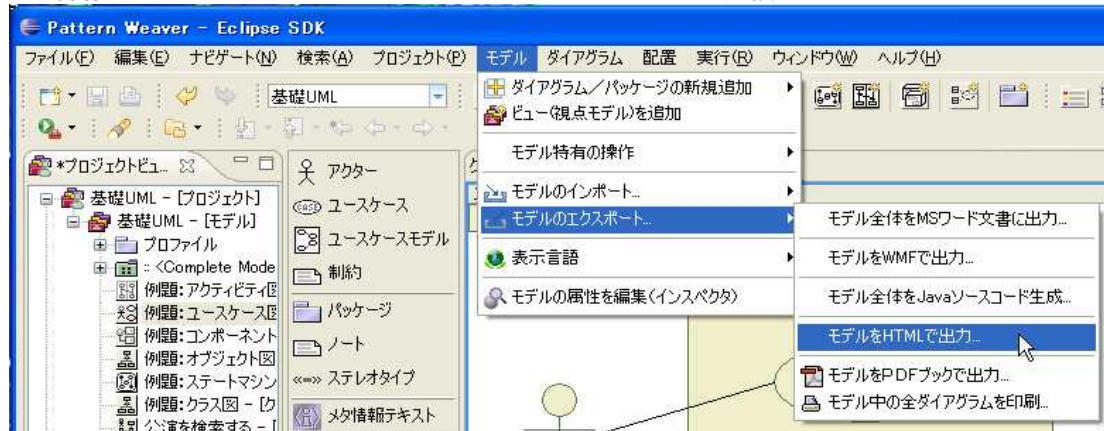 Pattern Weaver - Eclipse SDK
ファイル(F) 編集(E) ナビゲート(N) 検索(A) プロジェクト(P) モデル ダイアグラム 配置 実行(R) ウィンドウ(W) ヘルプ(H)
基礎UML
*プロジェクトビュ...
基礎UML - [プロジェクト]
基礎UML - [モデル]
プロファイル
:: <Complete Mode
例題:アクティビティ図
例題:ユースケース図
例題:コンポーネント
例題:オブジェクト図
例題:ステートマシン
例題:クラス図 - [ク
公演を検索する - [
アクター
ユースケース
ユースケースモデル
制約
パッケージ
ノート
«=» ステレオタイプ
メタ情報テキスト
ダイアグラム／パッケージの新規追加
ビュー(視点モデル)を追加
モデル特有の操作
モデルのインポート...
モデルのエクスポート...
表示言語
モデルの属性を編集(インスペクタ)
モデル全体をMSワード文書に出力...
モデルをWMFで出力...
モデル全体をJavaソースコード生成...
モデルをHTMLで出力...
モデルをPDFブックで出力...
モデル中の全ダイアグラムを印刷...